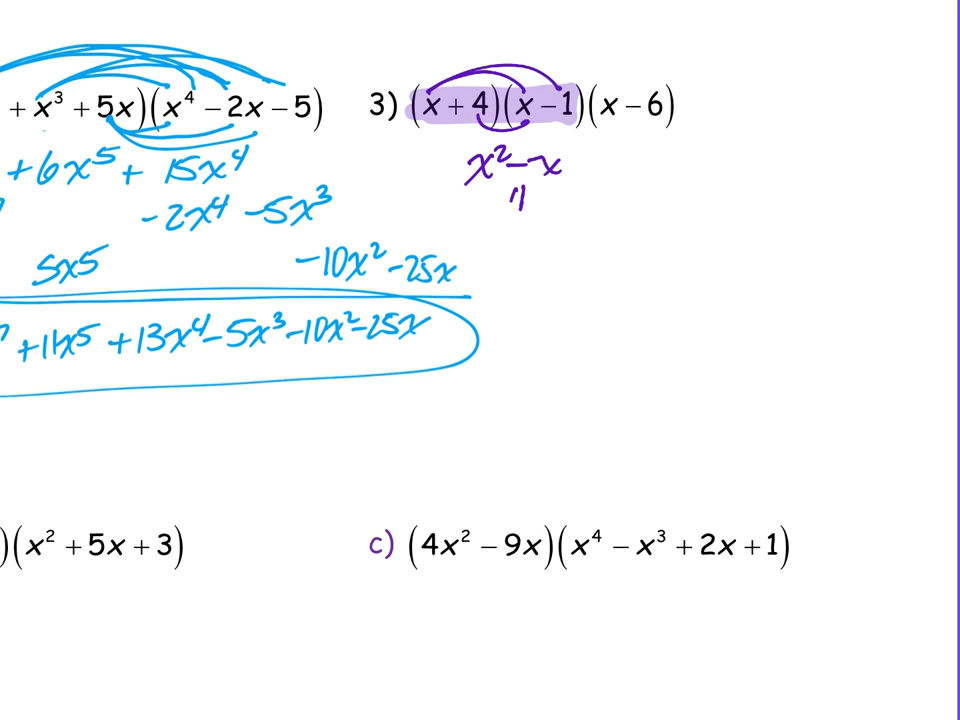 + x³ + 5x)(x⁴ − 2x − 5)
+6x⁵ + 15x⁴
-2x⁴ -5x³
5x5
-10x² -25x
+11x⁵ +13x⁴ -5x³ -10x² -25x
3) (x + 4)(x − 1)(x − 6)
x² - x
)(x² + 5x + 3)
c) (4x² − 9x)(x⁴ − x³ + 2x + 1)